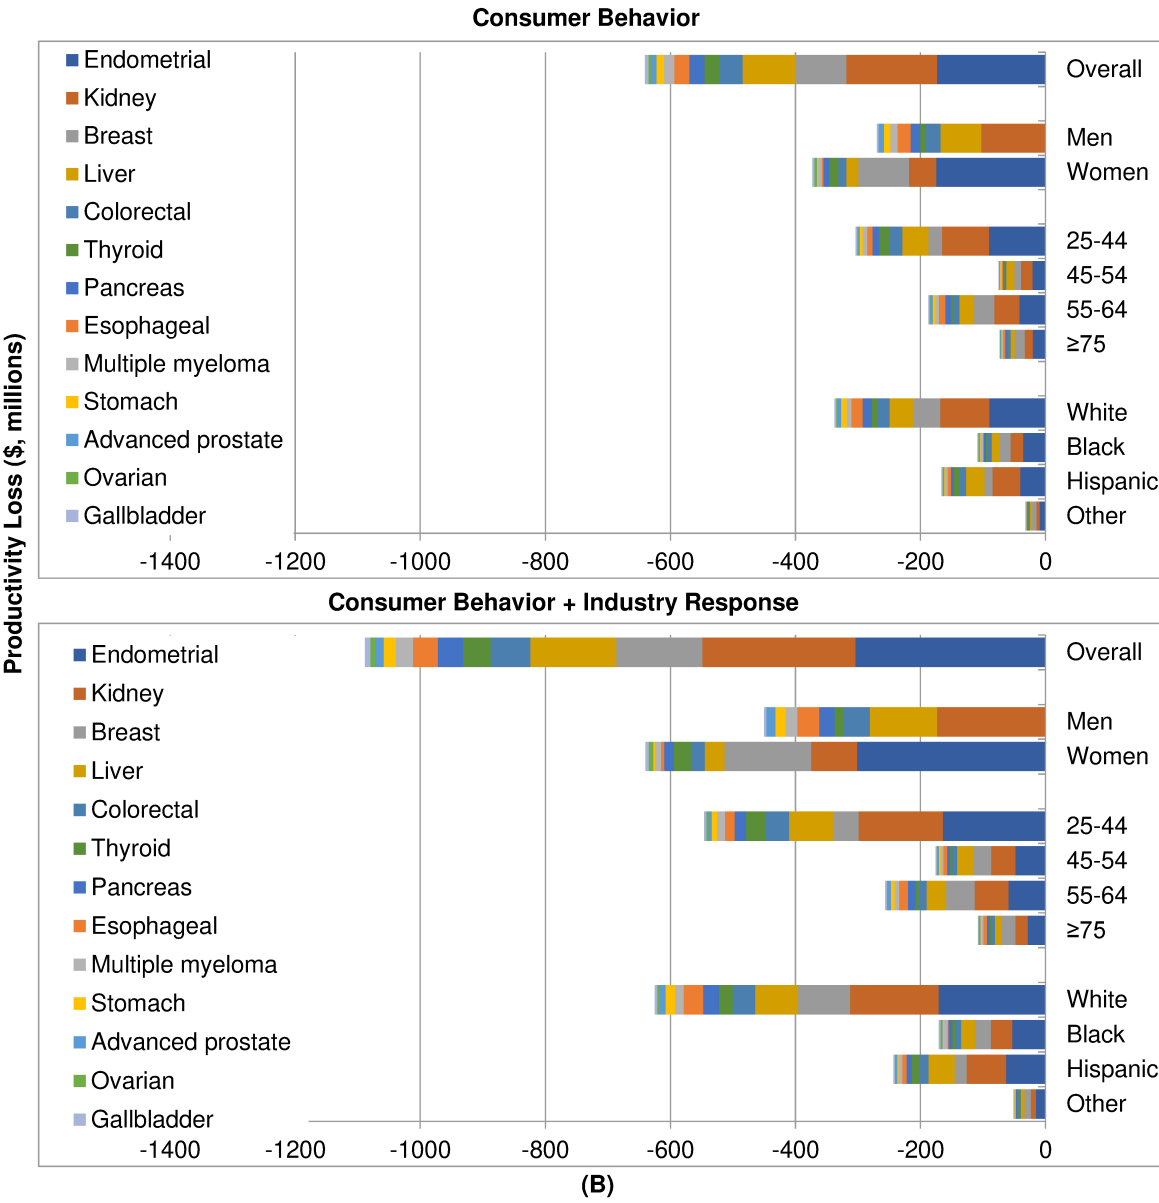 Consumer Behavior
Productivity Loss ($, millions)
Endometrial
Kidney
Breast
Liver
Colorectal
Thyroid
Pancreas
Esophageal
Multiple myeloma
Stomach
Advanced prostate
Ovarian
Gallbladder
Overall
Men
Women
25-44
45-54
55-64
≥75
White
Black
Hispanic
Other
-1400 -1200 -1000 -800 -600 -400 -200 0
Consumer Behavior + Industry Response
Endometrial
Kidney
Breast
Liver
Colorectal
Thyroid
Pancreas
Esophageal
Multiple myeloma
Stomach
Advanced prostate
Ovarian
Gallbladder
Overall
Men
Women
25-44
45-54
55-64
≥75
White
Black
Hispanic
Other
-1400 -1200 -1000 -800 -600 -400 -200 0
(B)